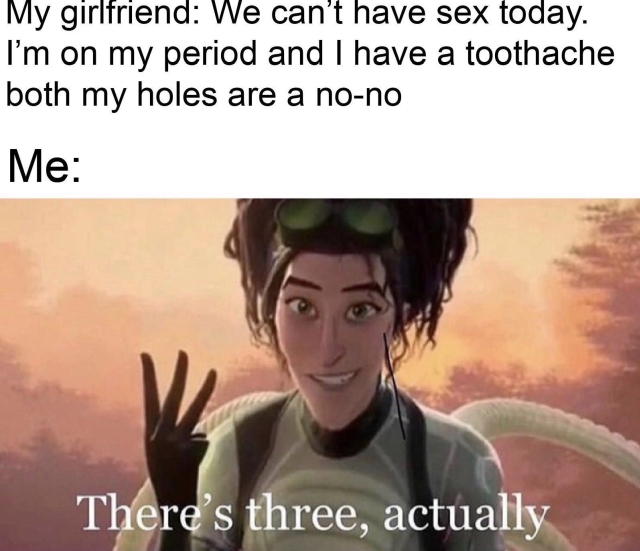 My girlfriend: We can't have sex today.
I'm on my period and I have a toothache
both my holes are a no-no
Me:
There's three, actually